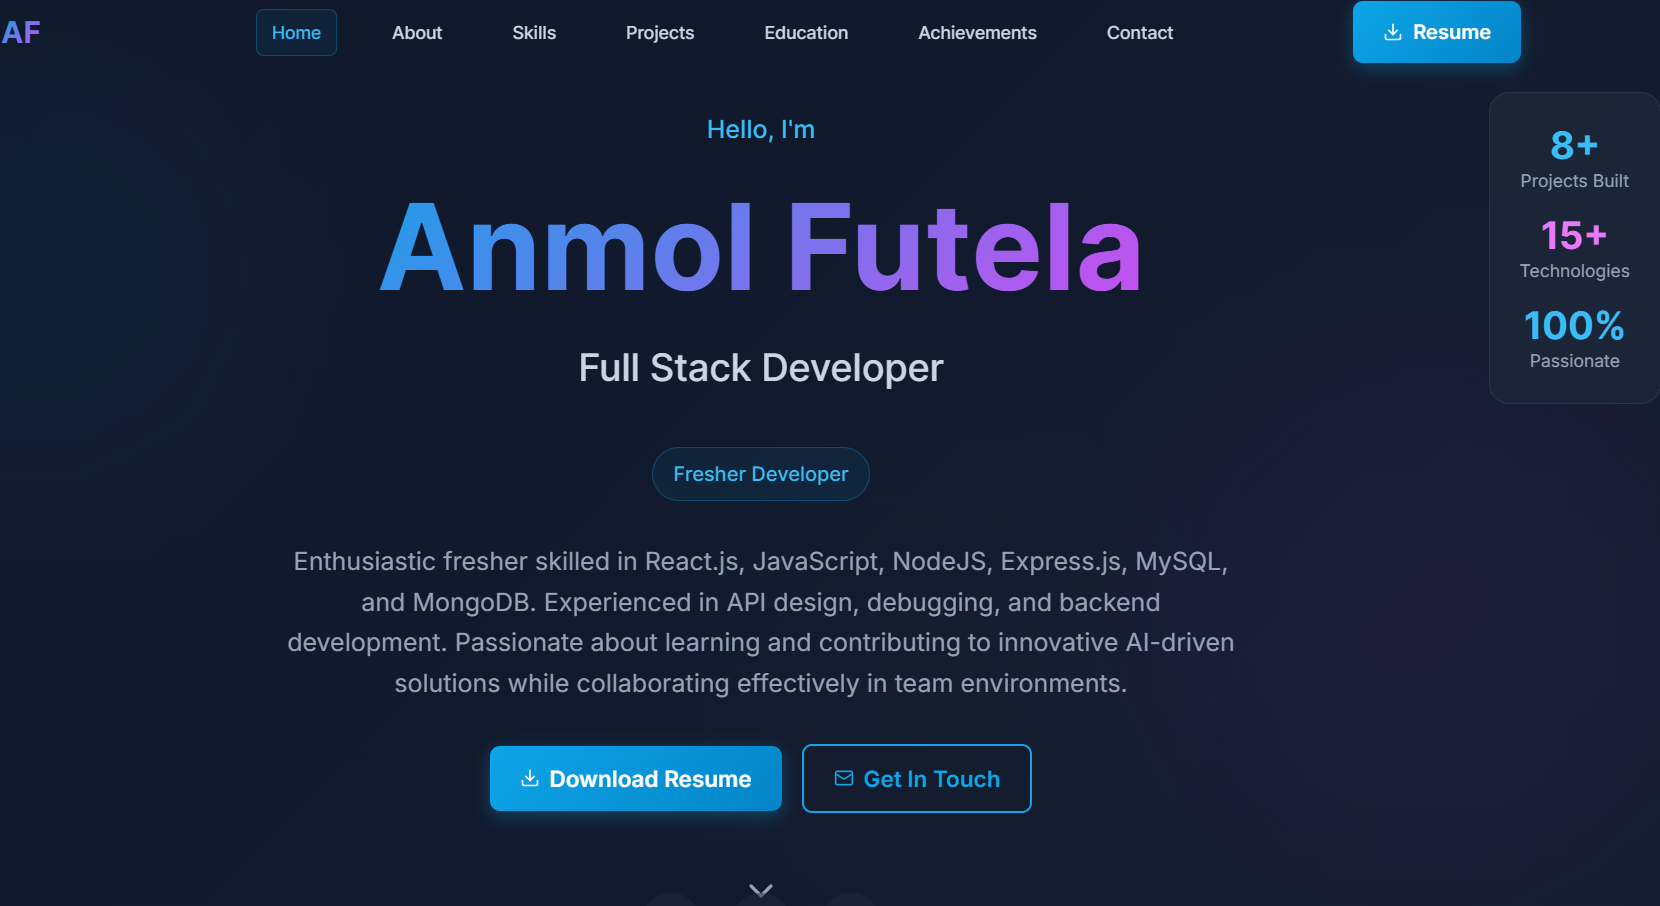 AF
Home
About
Skills
Projects
Education
Achievements
Contact
Resume
Hello, I'm
Anmol Futela
Full Stack Developer
Fresher Developer
Enthusiastic fresher skilled in React.js, JavaScript, NodeJS, Express.js, MySQL,
and MongoDB. Experienced in API design, debugging, and backend
development. Passionate about learning and contributing to innovative AI-driven
solutions while collaborating effectively in team environments.
Download Resume
Get In Touch
8+
Projects Built
15+
Technologies
100%
Passionate